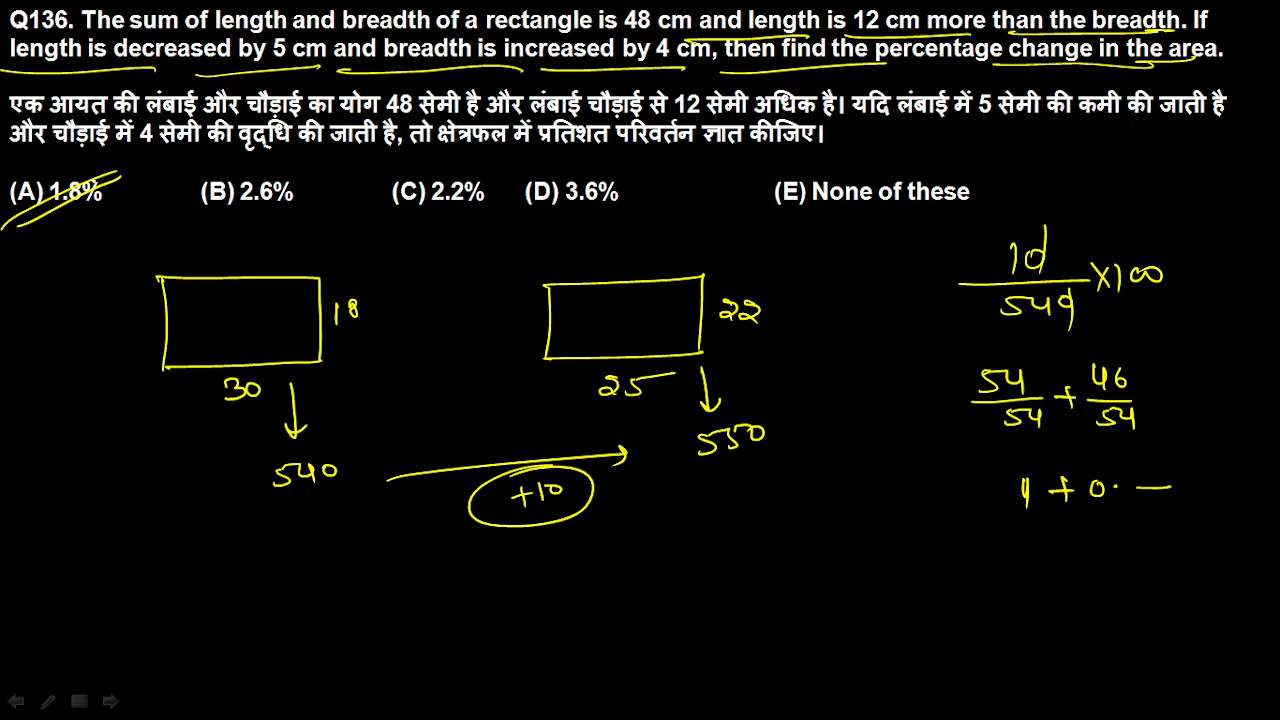 Q136. The sum of length and breadth of a rectangle is 48 cm and length is 12 cm more than the breadth. If
length is decreased by 5 cm and breadth is increased by 4 cm, then find the percentage change in the area.
एक आयत की लंबाई और चौड़ाई का योग 48 सेमी है और लंबाई चौड़ाई से 12 सेमी अधिक है। यदि लंबाई में 5 सेमी की कमी की जाती है
और चौड़ाई में 4 सेमी की वृद्धि की जाती है, तो क्षेत्रफल में प्रतिशत परिवर्तन ज्ञात कीजिए।
(A) 1.8% (B) 2.6% (C) 2.2% (D) 3.6% (E) None of these
18
30
540
+10
22
25
550
10
540 ×100
54 + 46
54 54
1 + 0. —